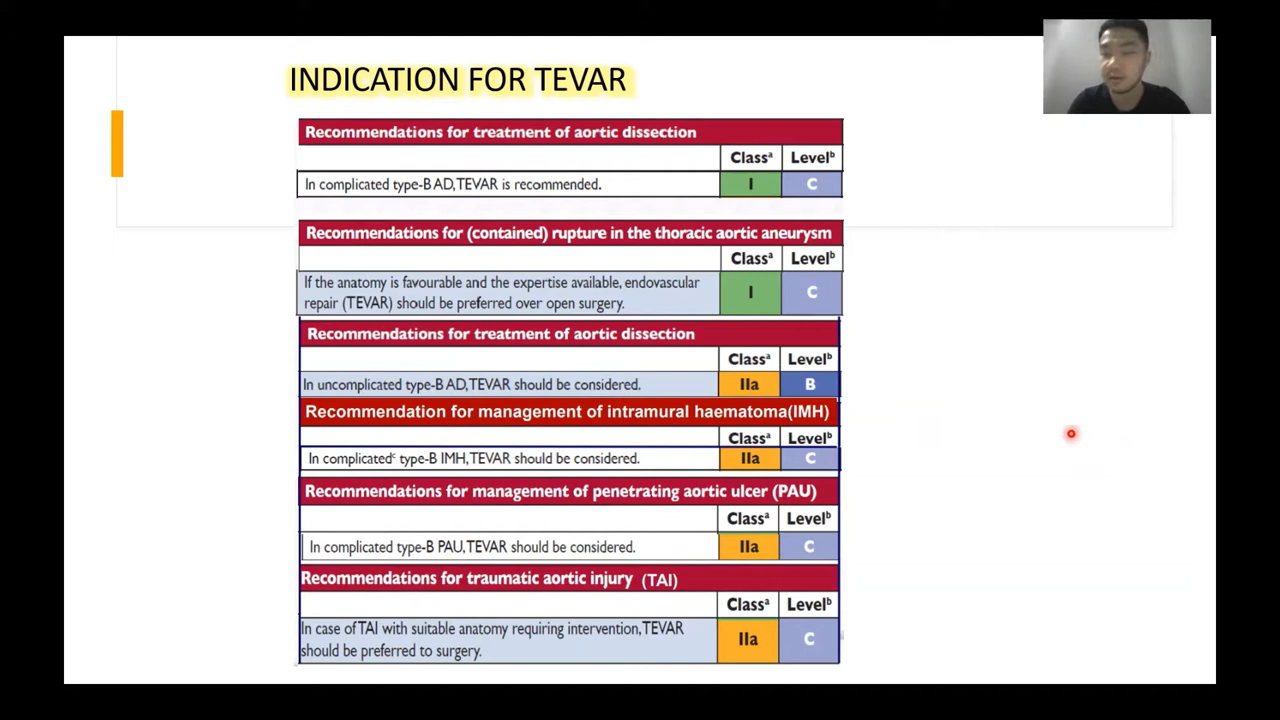 INDICATION FOR TEVAR
Recommendations for treatment of aortic dissection
Classᵃ Levelᵇ
In complicated type-B AD, TEVAR is recommended. I C
Recommendations for (contained) rupture in the thoracic aortic aneurysm
Classᵃ Levelᵇ
If the anatomy is favourable and the expertise available, endovascular
repair (TEVAR) should be preferred over open surgery. I C
Recommendations for treatment of aortic dissection
Classᵃ Levelᵇ
In uncomplicated type-B AD, TEVAR should be considered. IIa B
Recommendation for management of intramural haematoma(IMH)
Classᵃ Levelᵇ
In complicatedᶜ type-B IMH, TEVAR should be considered. IIa C
Recommendations for management of penetrating aortic ulcer (PAU)
Classᵃ Levelᵇ
In complicated type-B PAU, TEVAR should be considered. IIa C
Recommendations for traumatic aortic injury (TAI)
Classᵃ Levelᵇ
In case of TAI with suitable anatomy requiring intervention, TEVAR
should be preferred to surgery. IIa C